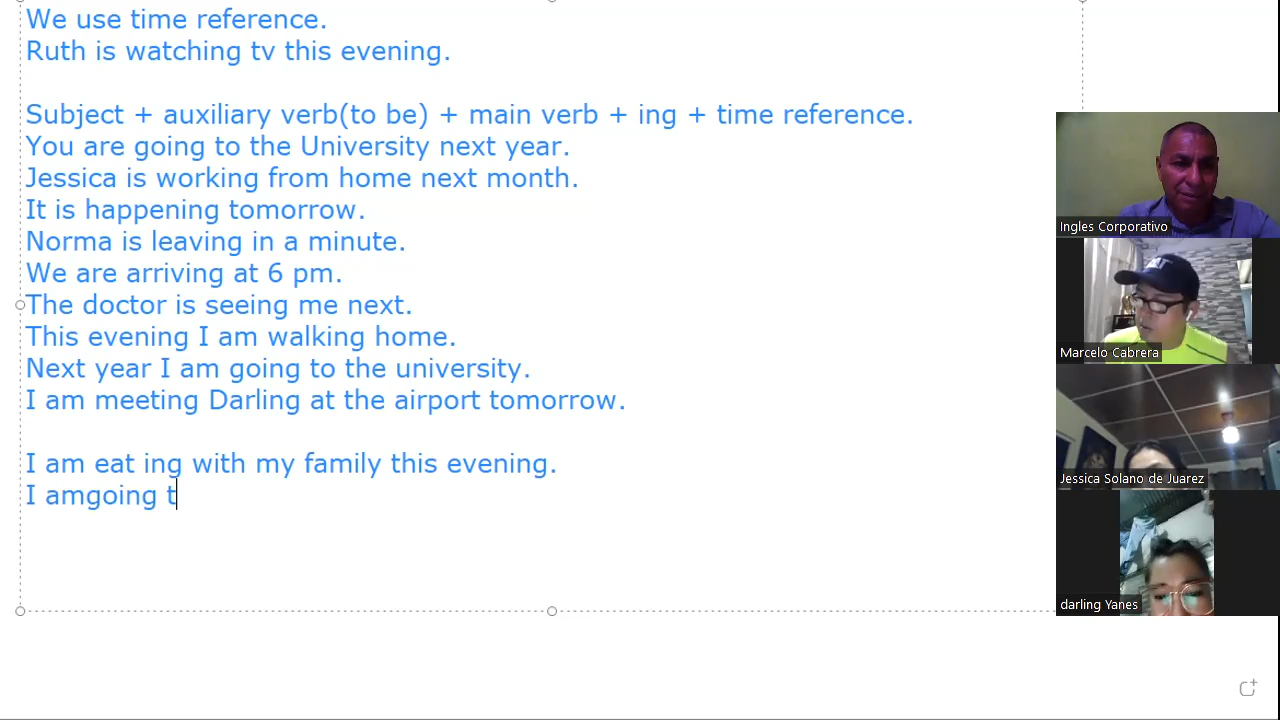 We use time reference.
Ruth is watching tv this evening.
Subject + auxiliary verb(to be) + main verb + ing + time reference.
You are going to the University next year.
Jessica is working from home next month.
It is happening tomorrow.
Norma is leaving in a minute.
We are arriving at 6 pm.
The doctor is seeing me next.
This evening I am walking home.
Next year I am going to the university.
I am meeting Darling at the airport tomorrow.
I am eat ing with my family this evening.
I amgoing t
Ingles Corporativo
Marcelo Cabrera
Jessica Solano de Juarez
darling Yanes